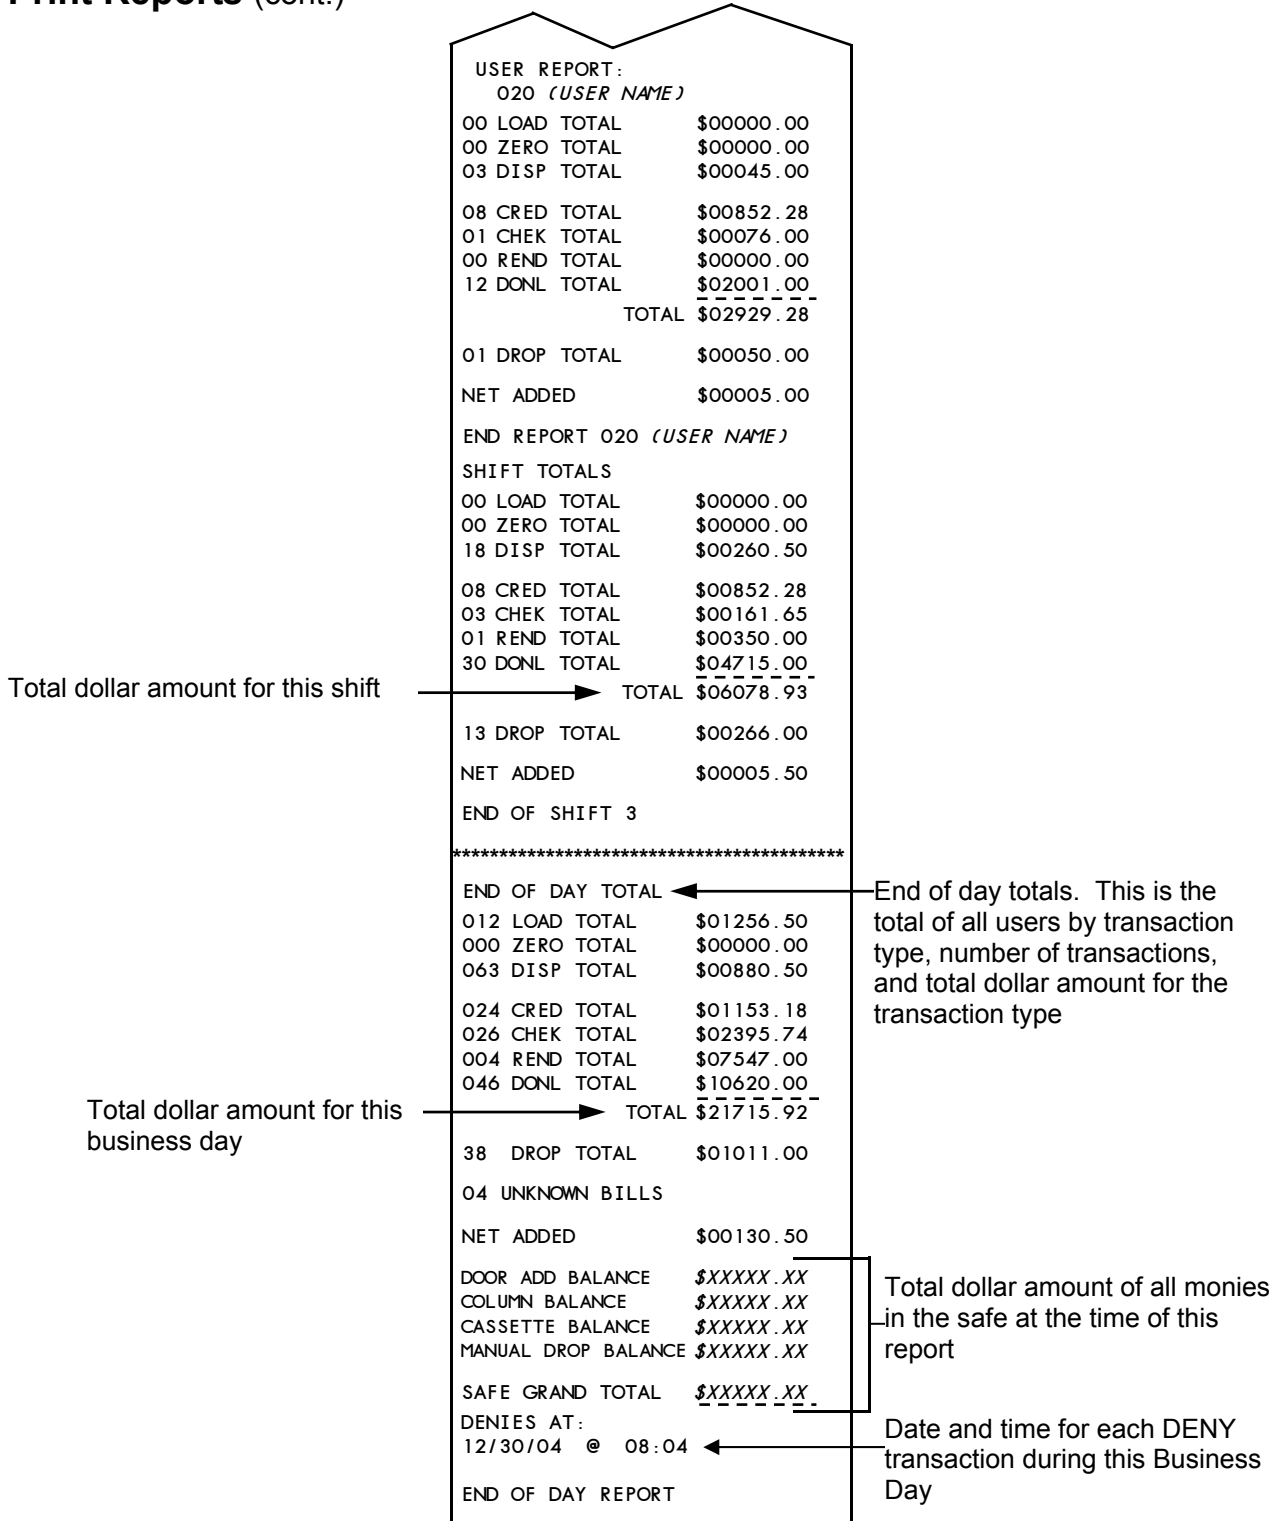 Print Reports (cont.)
USER REPORT:
020 (USER NAME)
00 LOAD TOTAL $00000.00
00 ZERO TOTAL $00000.00
03 DISP TOTAL $00045.00
08 CRED TOTAL $00852.28
01 CHEK TOTAL $00076.00
00 REND TOTAL $00000.00
12 DONL TOTAL $02001.00
TOTAL $02929.28
01 DROP TOTAL $00050.00
NET ADDED $00005.00
END REPORT 020 (USER NAME)
SHIFT TOTALS
00 LOAD TOTAL $00000.00
00 ZERO TOTAL $00000.00
18 DISP TOTAL $00260.50
08 CRED TOTAL $00852.28
03 CHEK TOTAL $00161.65
01 REND TOTAL $00350.00
30 DONL TOTAL $04715.00
Total dollar amount for this shift
TOTAL $06078.93
13 DROP TOTAL $00266.00
NET ADDED $00005.50
END OF SHIFT 3
******************************************
END OF DAY TOTAL
012 LOAD TOTAL $01256.50
000 ZERO TOTAL $00000.00
063 DISP TOTAL $00880.50
024 CRED TOTAL $01153.18
026 CHEK TOTAL $02395.74
004 REND TOTAL $07547.00
046 DONL TOTAL $10620.00
TOTAL $21715.92
End of day totals. This is the
total of all users by transaction
type, number of transactions,
and total dollar amount for the
transaction type
Total dollar amount for this
business day
38 DROP TOTAL $01011.00
04 UNKNOWN BILLS
NET ADDED $00130.50
DOOR ADD BALANCE $XXXXX.XX
COLUMN BALANCE $XXXXX.XX
CASSETTE BALANCE $XXXXX.XX
MANUAL DROP BALANCE $XXXXX.XX
SAFE GRAND TOTAL $XXXXX.XX
Total dollar amount of all monies
in the safe at the time of this
report
DENIES AT:
12/30/04 @ 08:04
Date and time for each DENY
transaction during this Business
Day
END OF DAY REPORT